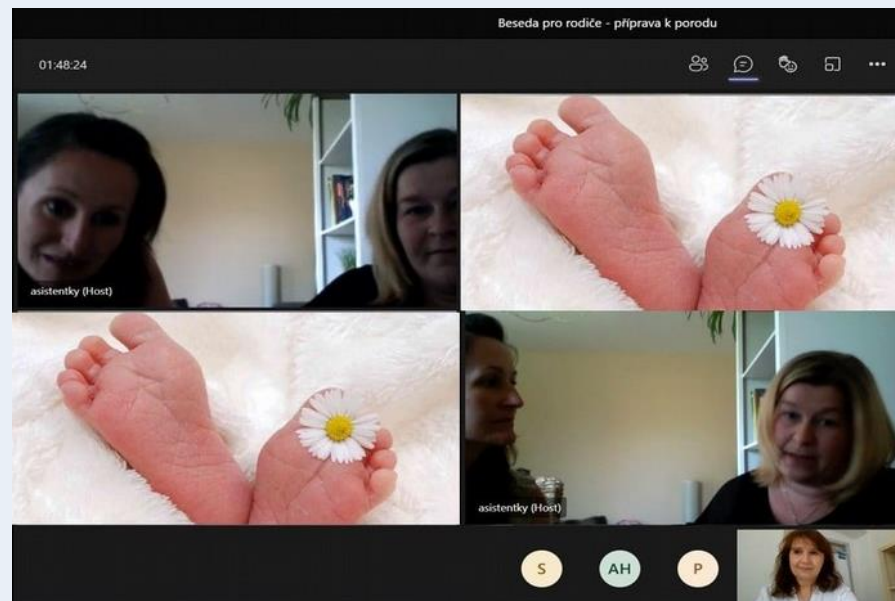 Beseda pro rodiče - příprava k porodu
01:48:24
asistentky (Host)
asistentky (Host)
S
AH
P